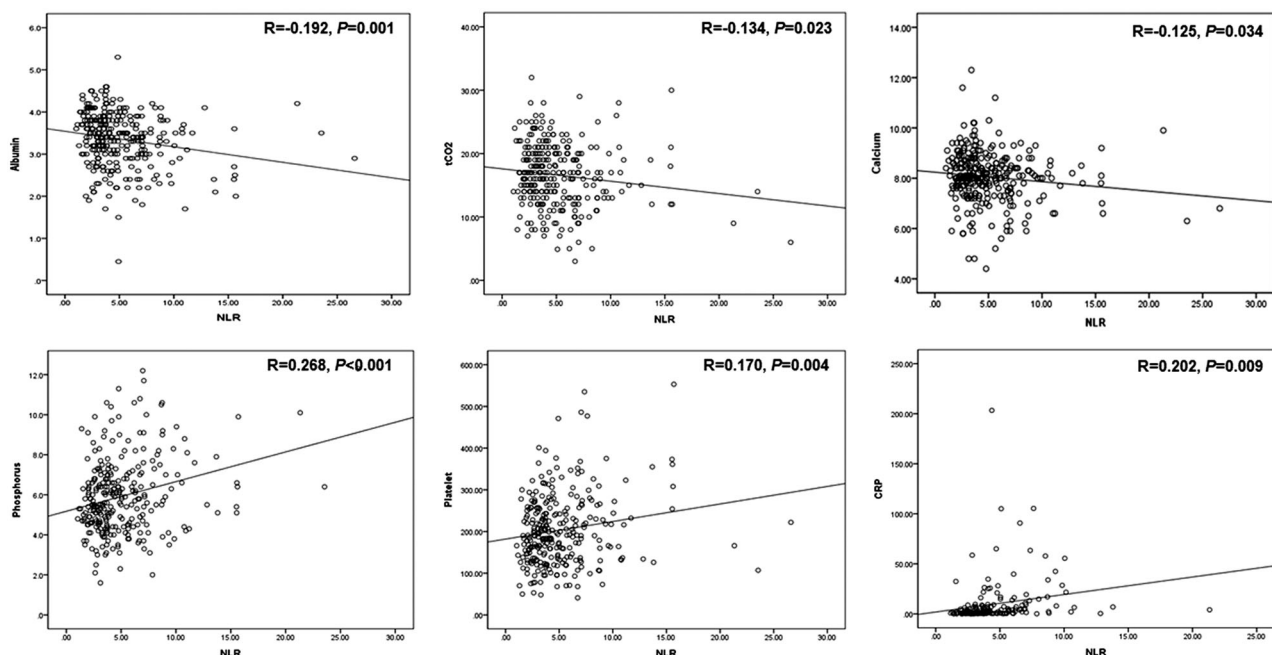 R=-0.192, P=0.001
6.0
5.0
4.0
3.0
2.0
1.0
.0
Albumin
.00 5.00 10.00 15.00 20.00 25.00 30.00
NLR
R=-0.134, P=0.023
40.00
30.00
20.00
10.00
.00
tCO2
.00 5.00 10.00 15.00 20.00 25.00 30.00
NLR
R=-0.125, P=0.034
14.00
12.00
10.00
8.00
6.00
4.00
Calcium
.00 5.00 10.00 15.00 20.00 25.00 30.00
NLR
R=0.268, P<0.001
12.0
10.0
8.0
6.0
4.0
2.0
.0
Phosphorus
.00 5.00 10.00 15.00 20.00 25.00 30.00
NLR
R=0.170, P=0.004
600.00
500.00
400.00
300.00
200.00
100.00
.00
Platelet
.00 5.00 10.00 15.00 20.00 25.00 30.00
NLR
R=0.202, P=0.009
250.00
200.00
150.00
100.00
50.00
.00
CRP
.00 5.00 10.00 15.00 20.00 25.00 30.00
NLR